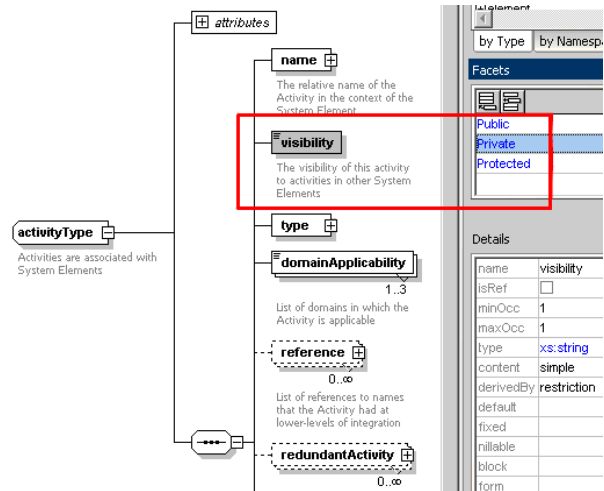 attributes
name
The relative name of the
Activity in the context of the
System Element
visibility
The visibility of this activity
to activities in other System
Elements
type
activityType
Activities are associated with
System Elements
domainApplicability
1..3
List of domains in which the
Activity is applicable
reference
0..∞
List of references to names
that the Activity had at
lower-levels of integration
redundantActivity
0..∞
by Type by Namespa
Facets
Public
Private
Protected
Details
name visibility
isRef
minOcc 1
maxOcc 1
type xs:string
content simple
derivedBy restriction
default
fixed
nillable
block
form